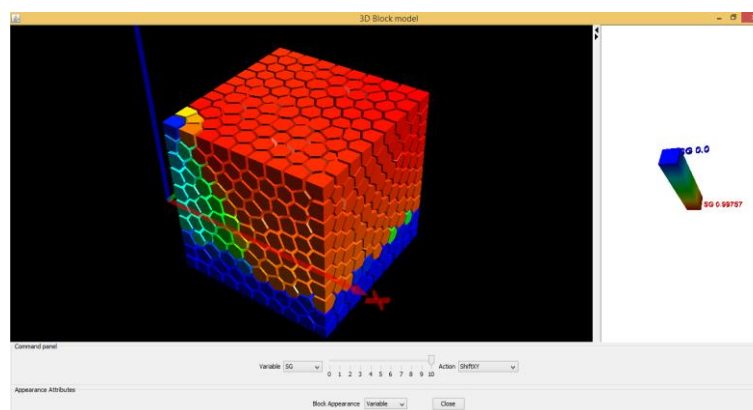 3D Block model
SG 0.0
SG 0.99757
X
Command panel
Variable SG 0 1 2 3 4 5 6 7 8 9 10 Action ShiftXY
Appearance Attributes
Block Appearance Variable Close